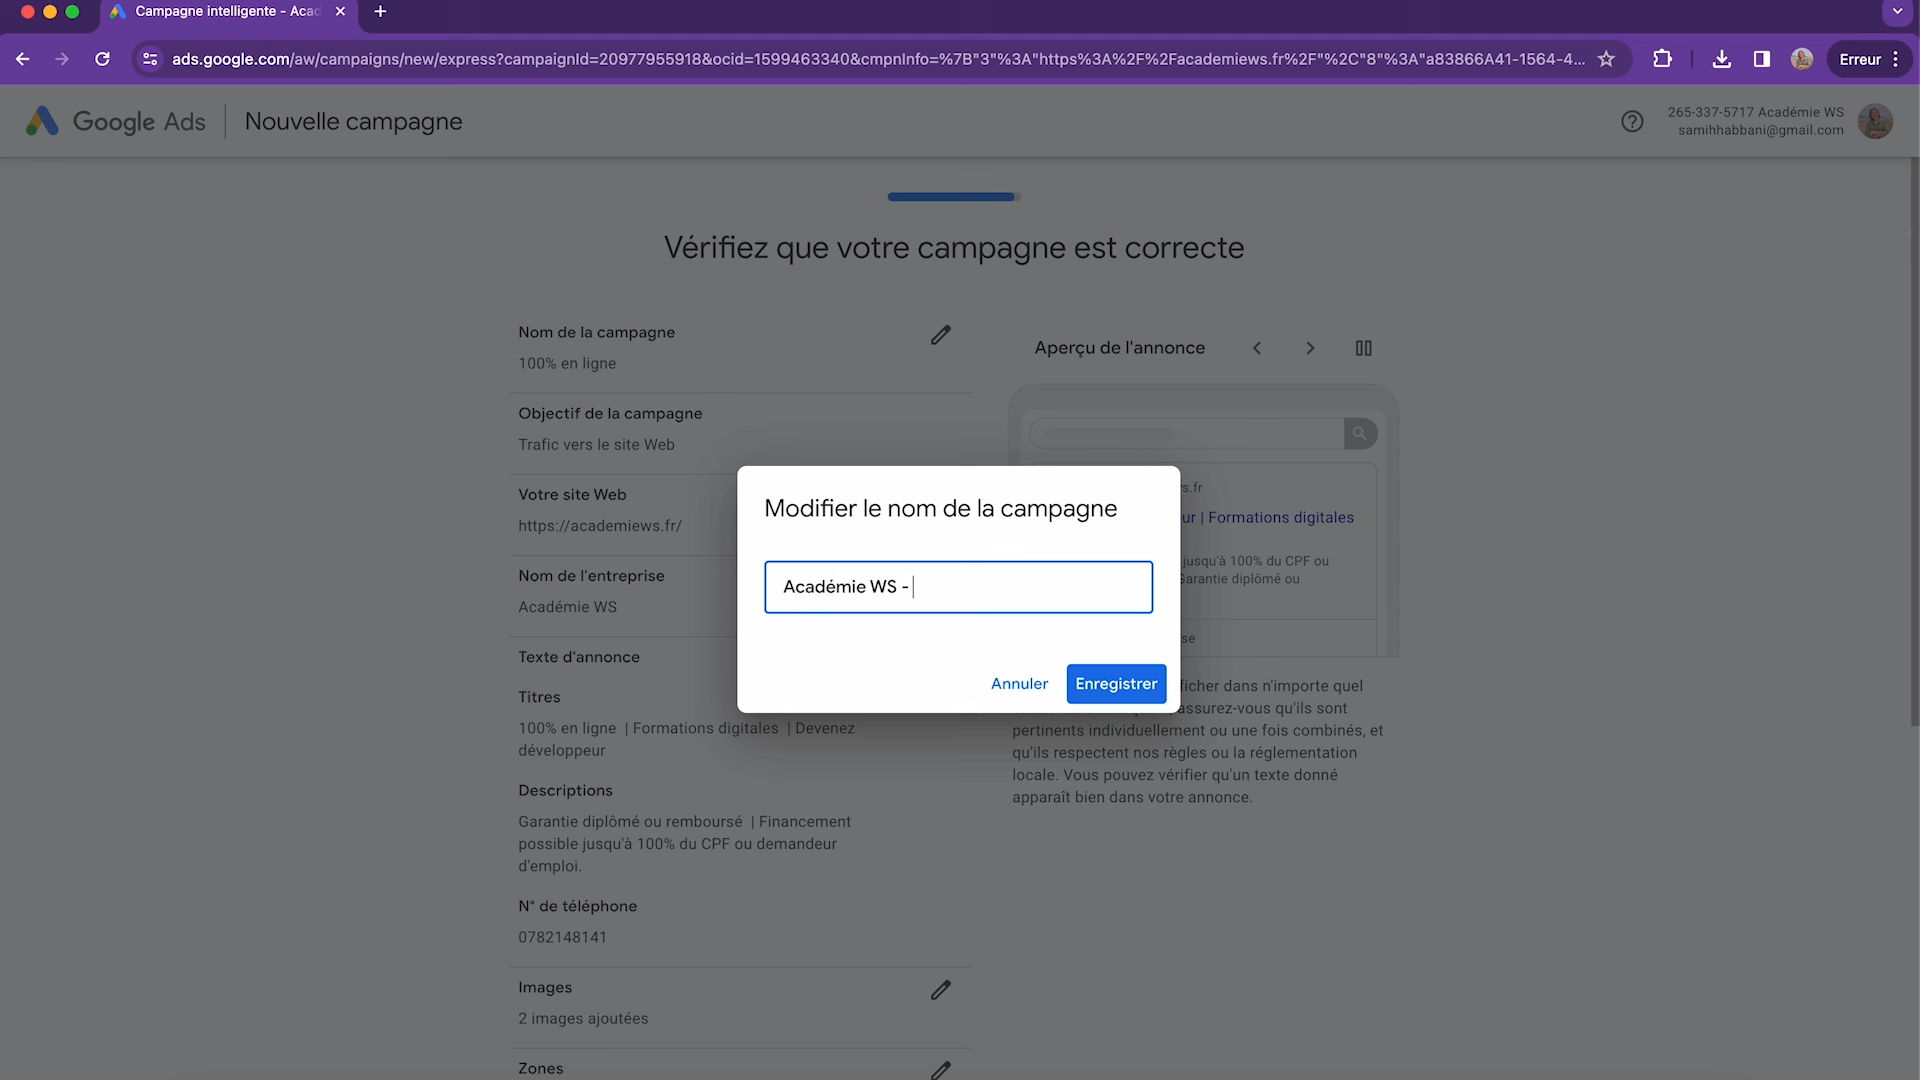 Campagne intelligente - Acad
ads.google.com/aw/campaigns/new/express?campaignId=20977955918&ocid=1599463340&cmpnInfo=%7B"3"%3A"https%3A%2F%2Facademiews.fr%2F"%2C"8"%3A"a83866A41-1564-4...
Erreur
Google Ads
Nouvelle campagne
265-337-5717 Académie WS
samihhabbani@gmail.com
Vérifiez que votre campagne est correcte
Nom de la campagne
100% en ligne
Objectif de la campagne
Trafic vers le site Web
Votre site Web
https://academiews.fr/
Nom de l'entreprise
Académie WS
Texte d'annonce
Titres
100% en ligne | Formations digitales | Devenez
développeur
Descriptions
Garantie diplômé ou remboursé | Financement
possible jusqu'à 100% du CPF ou demandeur
d'emploi.
N° de téléphone
0782148141
Images
2 images ajoutées
Zones
Modifier le nom de la campagne
Académie WS -
Annuler
Enregistrer
Aperçu de l'annonce
s.fr
ur | Formations digitales
jusqu'à 100% du CPF ou
Garantie diplômé ou
se
ficher dans n'importe quel
assurez-vous qu'ils sont
pertinents individuellement ou une fois combinés, et
qu'ils respectent nos règles ou la réglementation
locale. Vous pouvez vérifier qu'un texte donné
apparaît bien dans votre annonce.